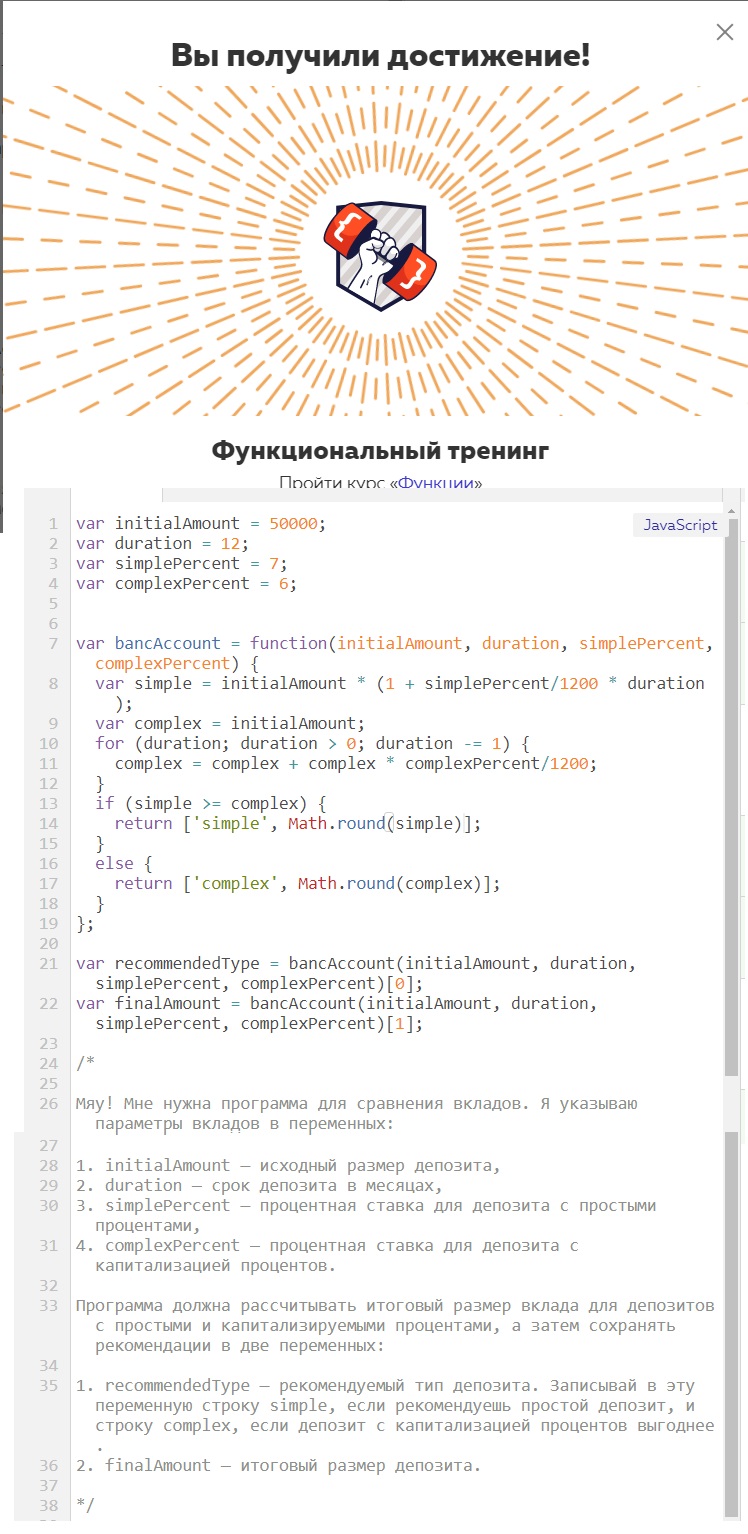 Вы получили достижение!
Функциональный тренинг
Пройти курс «Функции»
JavaScript
1 var initialAmount = 50000;
2 var duration = 12;
3 var simplePercent = 7;
4 var complexPercent = 6;
5
6
7 var bancAccount = function(initialAmount, duration, simplePercent,
complexPercent) {
8 var simple = initialAmount * (1 + simplePercent/1200 * duration
);
9 var complex = initialAmount;
10 for (duration; duration > 0; duration -= 1) {
11 complex = complex + complex * complexPercent/1200;
12 }
13 if (simple >= complex) {
14 return ['simple', Math.round(simple)];
15 }
16 else {
17 return ['complex', Math.round(complex)];
18 }
19 };
20
21 var recommendedType = bancAccount(initialAmount, duration,
simplePercent, complexPercent)[0];
22 var finalAmount = bancAccount(initialAmount, duration,
simplePercent, complexPercent)[1];
23
24 /*
25
26 Мяу! Мне нужна программа для сравнения вкладов. Я указываю
параметры вкладов в переменных:
27
28 1. initialAmount — исходный размер депозита,
29 2. duration — срок депозита в месяцах,
30 3. simplePercent — процентная ставка для депозита с простыми
процентами,
31 4. complexPercent — процентная ставка для депозита с
капитализацией процентов.
32
33 Программа должна рассчитывать итоговый размер вклада для депозитов
с простыми и капитализируемыми процентами, а затем сохранять
рекомендации в две переменных:
34
35 1. recommendedType — рекомендуемый тип депозита. Записывай в эту
переменную строку simple, если рекомендуешь простой депозит, и
строку complex, если депозит с капитализацией процентов выгоднее
.
36 2. finalAmount — итоговый размер депозита.
37
38 */